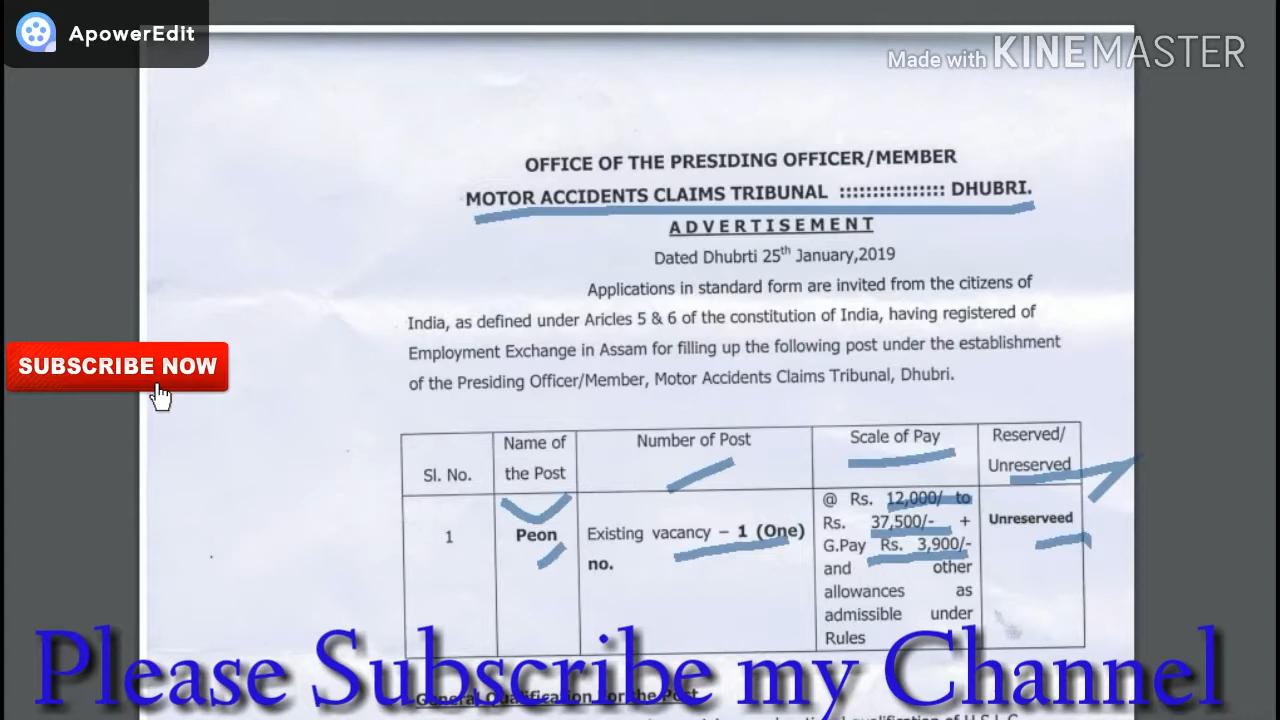 ApowerEdit
Made with KINEMASTER
OFFICE OF THE PRESIDING OFFICER/MEMBER
MOTOR ACCIDENTS CLAIMS TRIBUNAL :::::::::::::::: DHUBRI.
ADVERTISEMENT
Dated Dhubrti 25th January,2019
Applications in standard form are invited from the citizens of
India, as defined under Aricles 5 & 6 of the constitution of India, having registered of
Employment Exchange in Assam for filling up the following post under the establishment
of the Presiding Officer/Member, Motor Accidents Claims Tribunal, Dhubri.
SUBSCRIBE NOW
Sl. No.
Name of
the Post
Number of Post
Scale of Pay
Reserved/
Unreserved
1
Peon
Existing vacancy – 1 (One)
no.
@ Rs. 12,000/ to
Rs. 37,500/- +
G.Pay Rs. 3,900/-
and other
allowances as
admissible under
Rules
Unreserveed
Please Subscribe my Channel
General Qualification For the Post